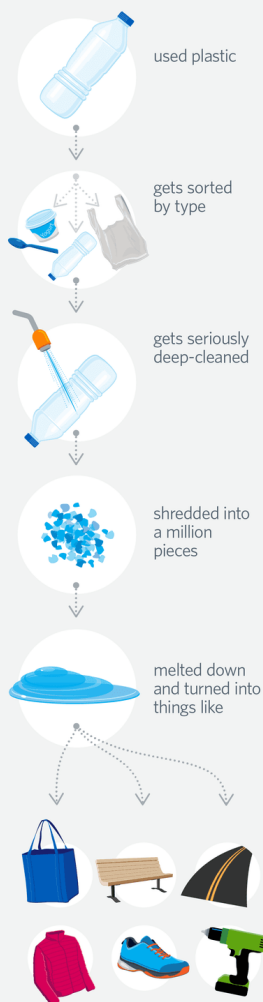 used plastic
gets sorted
by type
yogurt
gets seriously
deep-cleaned
shredded into
a million
pieces
melted down
and turned into
things like